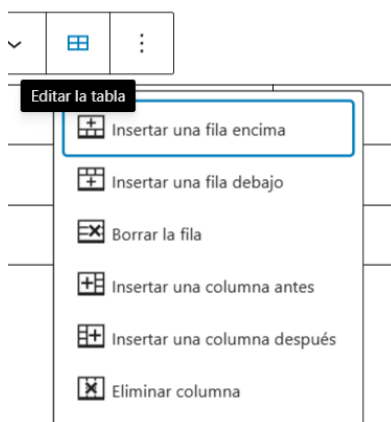 Editar la tabla
Insertar una fila encima
Insertar una fila debajo
Borrar la fila
Insertar una columna antes
Insertar una columna después
Eliminar columna